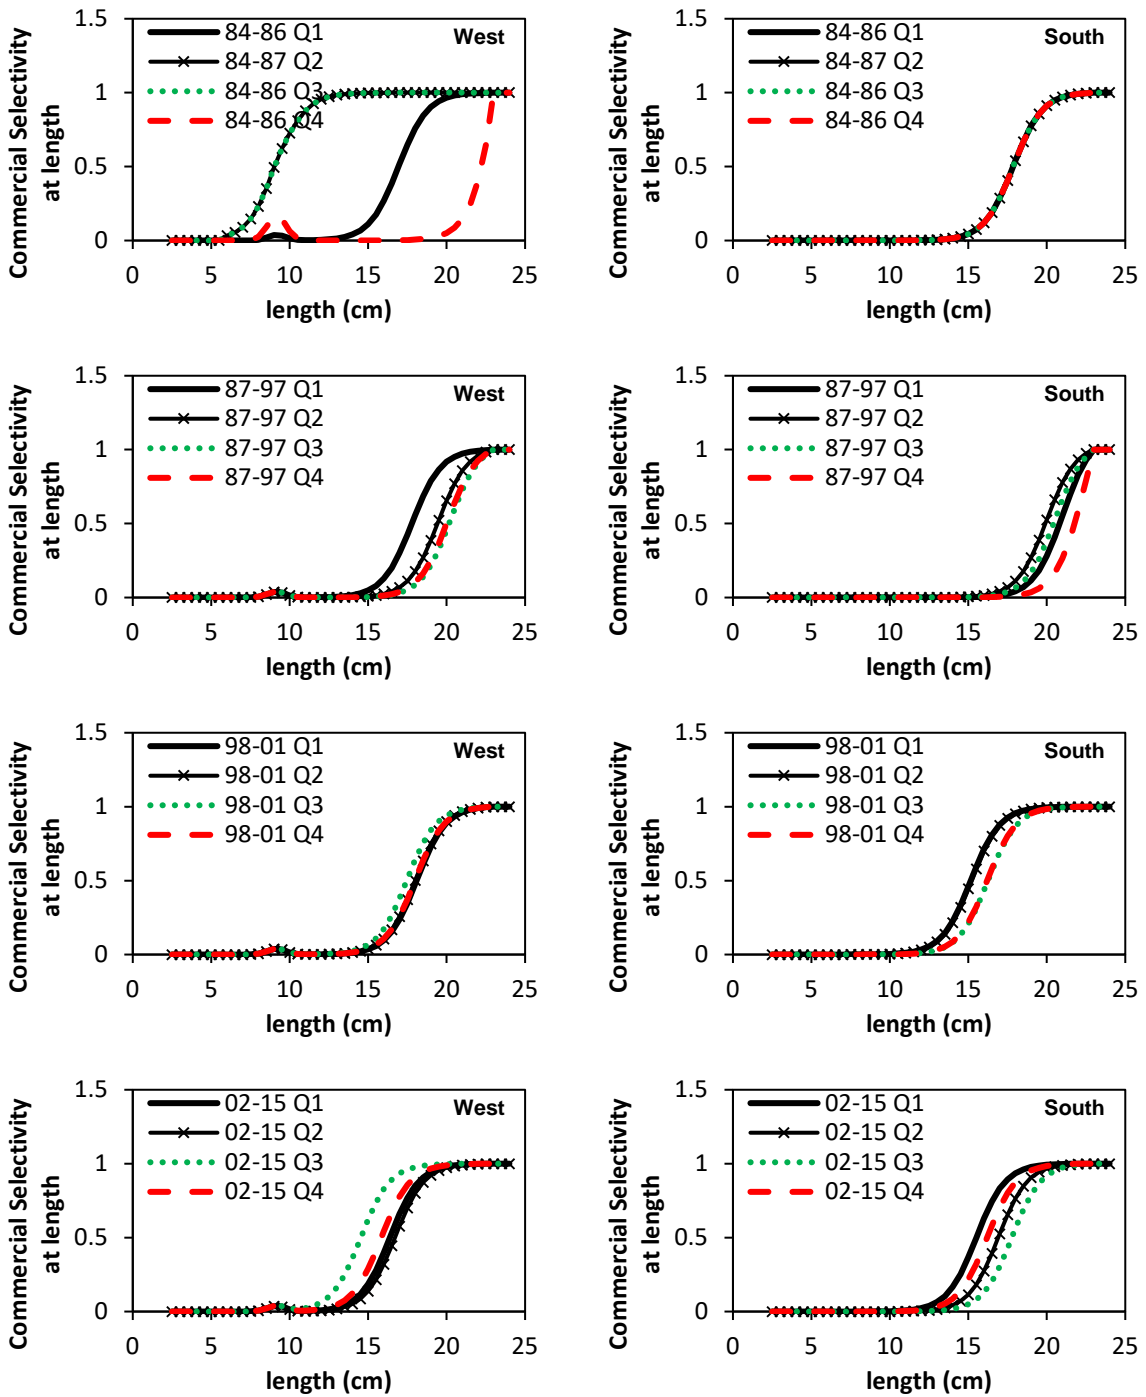 Commercial Selectivity
at length
1.5
1
0.5
0
84-86 Q1
84-87 Q2
84-86 Q3
84-86 Q4
West
0 5 10 15 20 25
length (cm)
Commercial Selectivity
at length
1.5
1
0.5
0
84-86 Q1
84-87 Q2
84-86 Q3
84-86 Q4
South
0 5 10 15 20 25
length (cm)
Commercial Selectivity
at length
1.5
1
0.5
0
87-97 Q1
87-97 Q2
87-97 Q3
87-97 Q4
West
0 5 10 15 20 25
length (cm)
Commercial Selectivity
at length
1.5
1
0.5
0
87-97 Q1
87-97 Q2
87-97 Q3
87-97 Q4
South
0 5 10 15 20 25
length (cm)
Commercial Selectivity
at length
1.5
1
0.5
0
98-01 Q1
98-01 Q2
98-01 Q3
98-01 Q4
West
0 5 10 15 20 25
length (cm)
Commercial Selectivity
at length
1.5
1
0.5
0
98-01 Q1
98-01 Q2
98-01 Q3
98-01 Q4
South
0 5 10 15 20 25
length (cm)
Commercial Selectivity
at length
1.5
1
0.5
0
02-15 Q1
02-15 Q2
02-15 Q3
02-15 Q4
West
0 5 10 15 20 25
length (cm)
Commercial Selectivity
at length
1.5
1
0.5
0
02-15 Q1
02-15 Q2
02-15 Q3
02-15 Q4
South
0 5 10 15 20 25
length (cm)